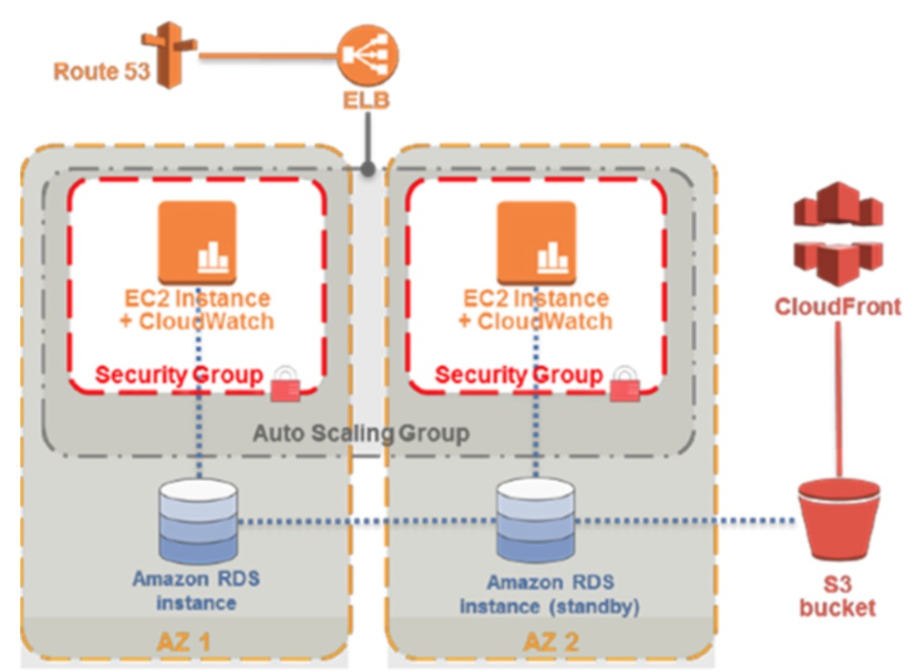 Route 53
ELB
EC2 Instance
+ CloudWatch
Security Group
EC2 Instance
+ CloudWatch
Security Group
CloudFront
Auto Scaling Group
Amazon RDS
instance
Amazon RDS
instance (standby)
S3
bucket
AZ 1
AZ 2